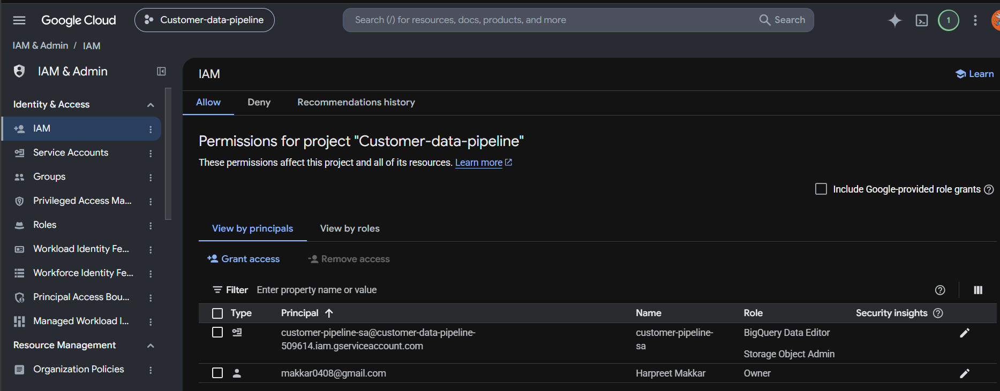 Google Cloud
Customer-data-pipeline
Search (/) for resources, docs, products, and more
Search
1
IAM & Admin / IAM
IAM & Admin
Identity & Access
IAM
Service Accounts
Groups
Privileged Access Ma...
Roles
Workload Identity Fe...
Workforce Identity Fe...
Principal Access Bou...
Managed Workload I...
Resource Management
Organization Policies
IAM
Learn
Allow
Deny
Recommendations history
Permissions for project "Customer-data-pipeline"
These permissions affect this project and all of its resources. Learn more
Include Google-provided role grants
View by principals
View by roles
Grant access
Remove access
Filter Enter property name or value
Type Principal Name Role Security insights
customer-pipeline-sa@customer-data-pipeline-
509614.iam.gserviceaccount.com
customer-pipeline-
sa
BigQuery Data Editor
Storage Object Admin
makkar0408@gmail.com Harpreet Makkar Owner